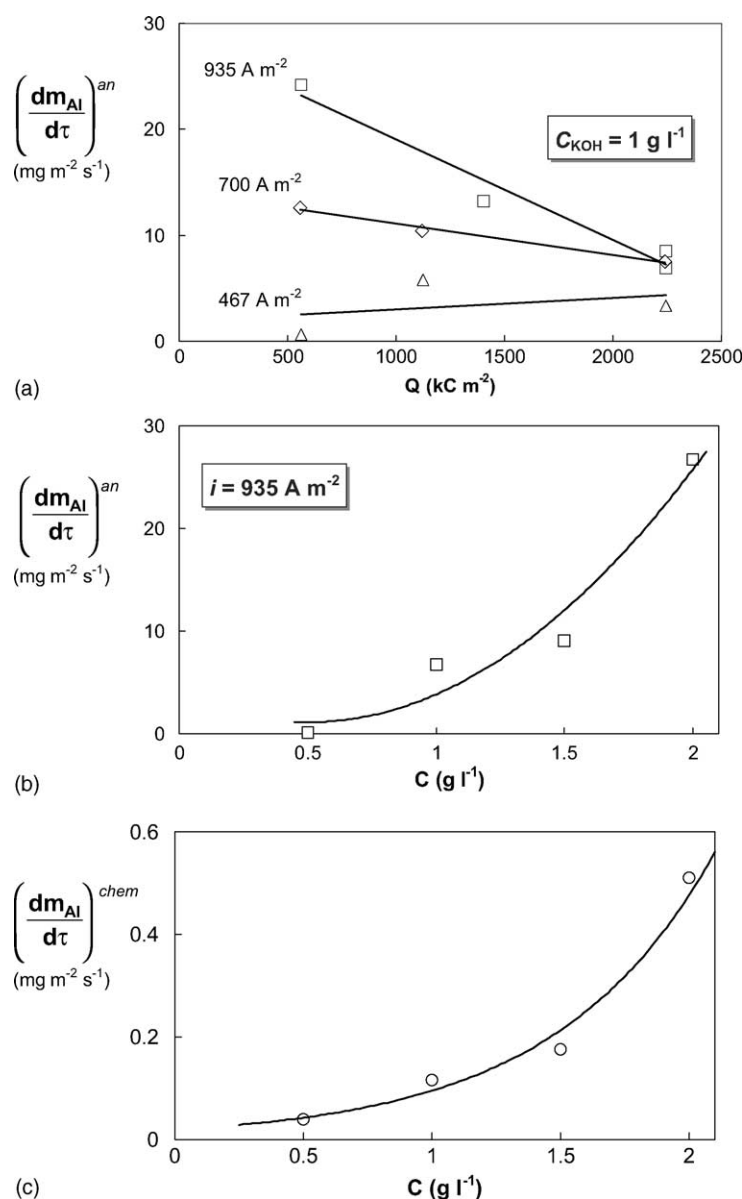 30
935 A m⁻²
(dm_Al/dτ)^an
(mg m⁻² s⁻¹)
20
C_KOH = 1 g l⁻¹
700 A m⁻²
10
467 A m⁻²
0
0 500 1000 1500 2000 2500
(a)
Q (kC m⁻²)
30
(dm_Al/dτ)^an
(mg m⁻² s⁻¹)
i = 935 A m⁻²
20
10
0
0 0.5 1 1.5 2
(b)
C (g l⁻¹)
0.6
(dm_Al/dτ)^chem
(mg m⁻² s⁻¹)
0.4
0.2
0
0 0.5 1 1.5 2
(c)
C (g l⁻¹)